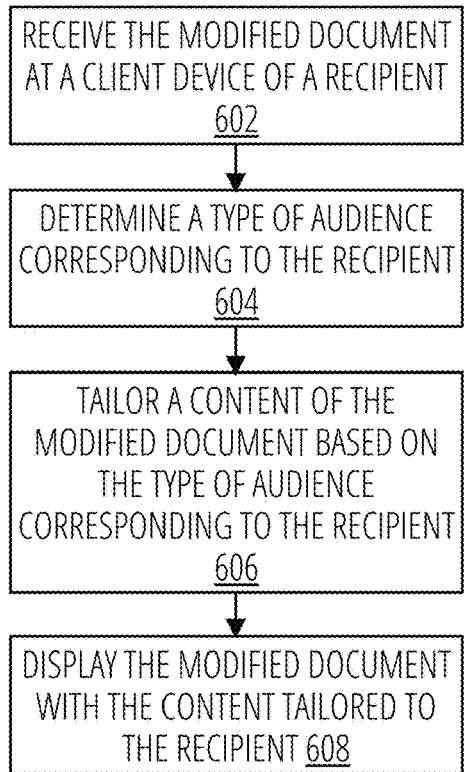 RECEIVE THE MODIFIED DOCUMENT
AT A CLIENT DEVICE OF A RECIPIENT
602
DETERMINE A TYPE OF AUDIENCE
CORRESPONDING TO THE RECIPIENT
604
TAILOR A CONTENT OF THE
MODIFIED DOCUMENT BASED ON
THE TYPE OF AUDIENCE
CORRESPONDING TO THE RECIPIENT
606
DISPLAY THE MODIFIED DOCUMENT
WITH THE CONTENT TAILORED TO
THE RECIPIENT 608